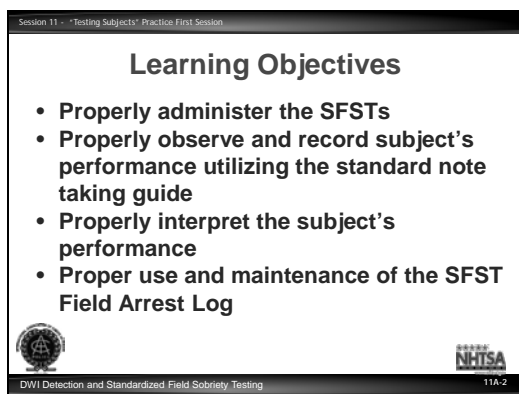 Session 11 - "Testing Subjects" Practice First Session
Learning Objectives
• Properly administer the SFSTs
• Properly observe and record subject's
performance utilizing the standard note
taking guide
• Properly interpret the subject's
performance
• Proper use and maintenance of the SFST
Field Arrest Log
NHTSA
DWI Detection and Standardized Field Sobriety Testing
11A-2